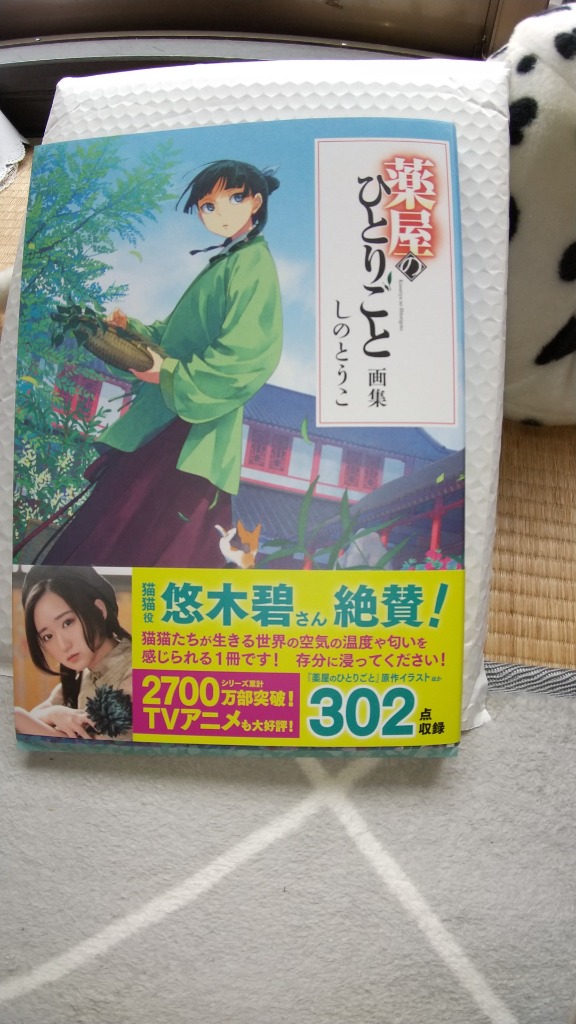 薬屋の
ひとりごと
Kusuriya no Hitorigoto
画集
しのとうこ
猫猫役
悠木碧さん 絶賛!
猫猫たちが生きる世界の空気の温度や匂いを
感じられる1冊です! 存分に浸ってください!
シリーズ累計
2700万部突破!
TVアニメも大好評!
『薬屋のひとりごと』原作イラストほか
302点収録